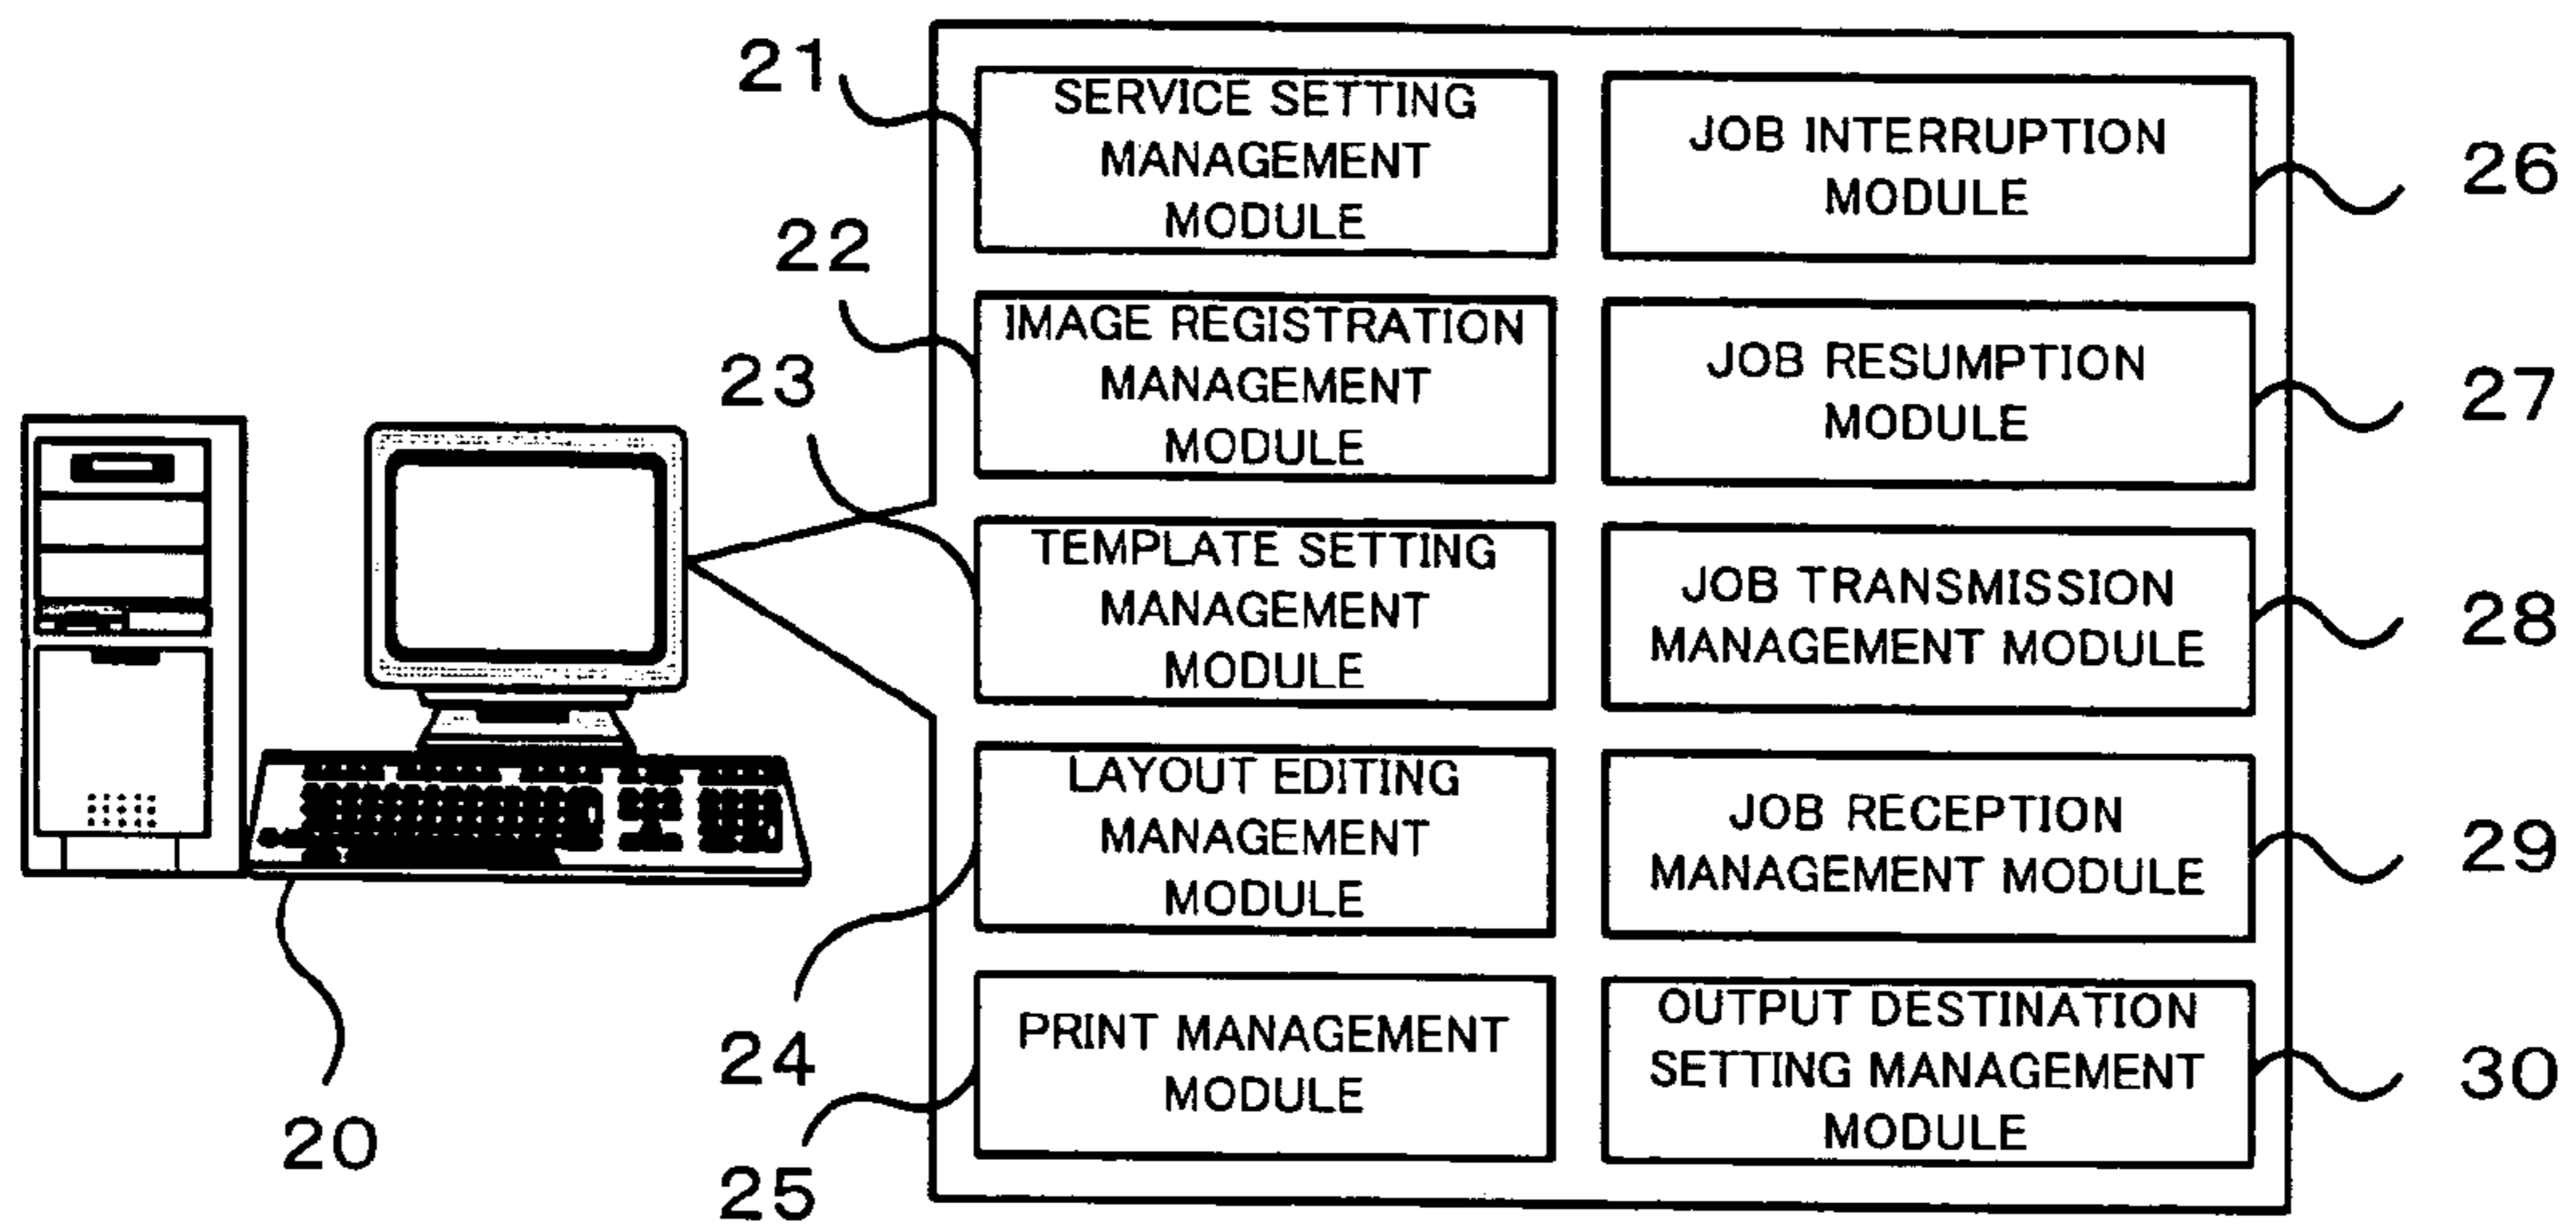 21
SERVICE SETTING
MANAGEMENT
MODULE
22
IMAGE REGISTRATION
MANAGEMENT
MODULE
23
TEMPLATE SETTING
MANAGEMENT
MODULE
LAYOUT EDITING
MANAGEMENT
MODULE
24
PRINT MANAGEMENT
MODULE
25
20
JOB INTERRUPTION
MODULE
26
JOB RESUMPTION
MODULE
27
JOB TRANSMISSION
MANAGEMENT MODULE
28
JOB RECEPTION
MANAGEMENT MODULE
29
OUTPUT DESTINATION
SETTING MANAGEMENT
MODULE
30